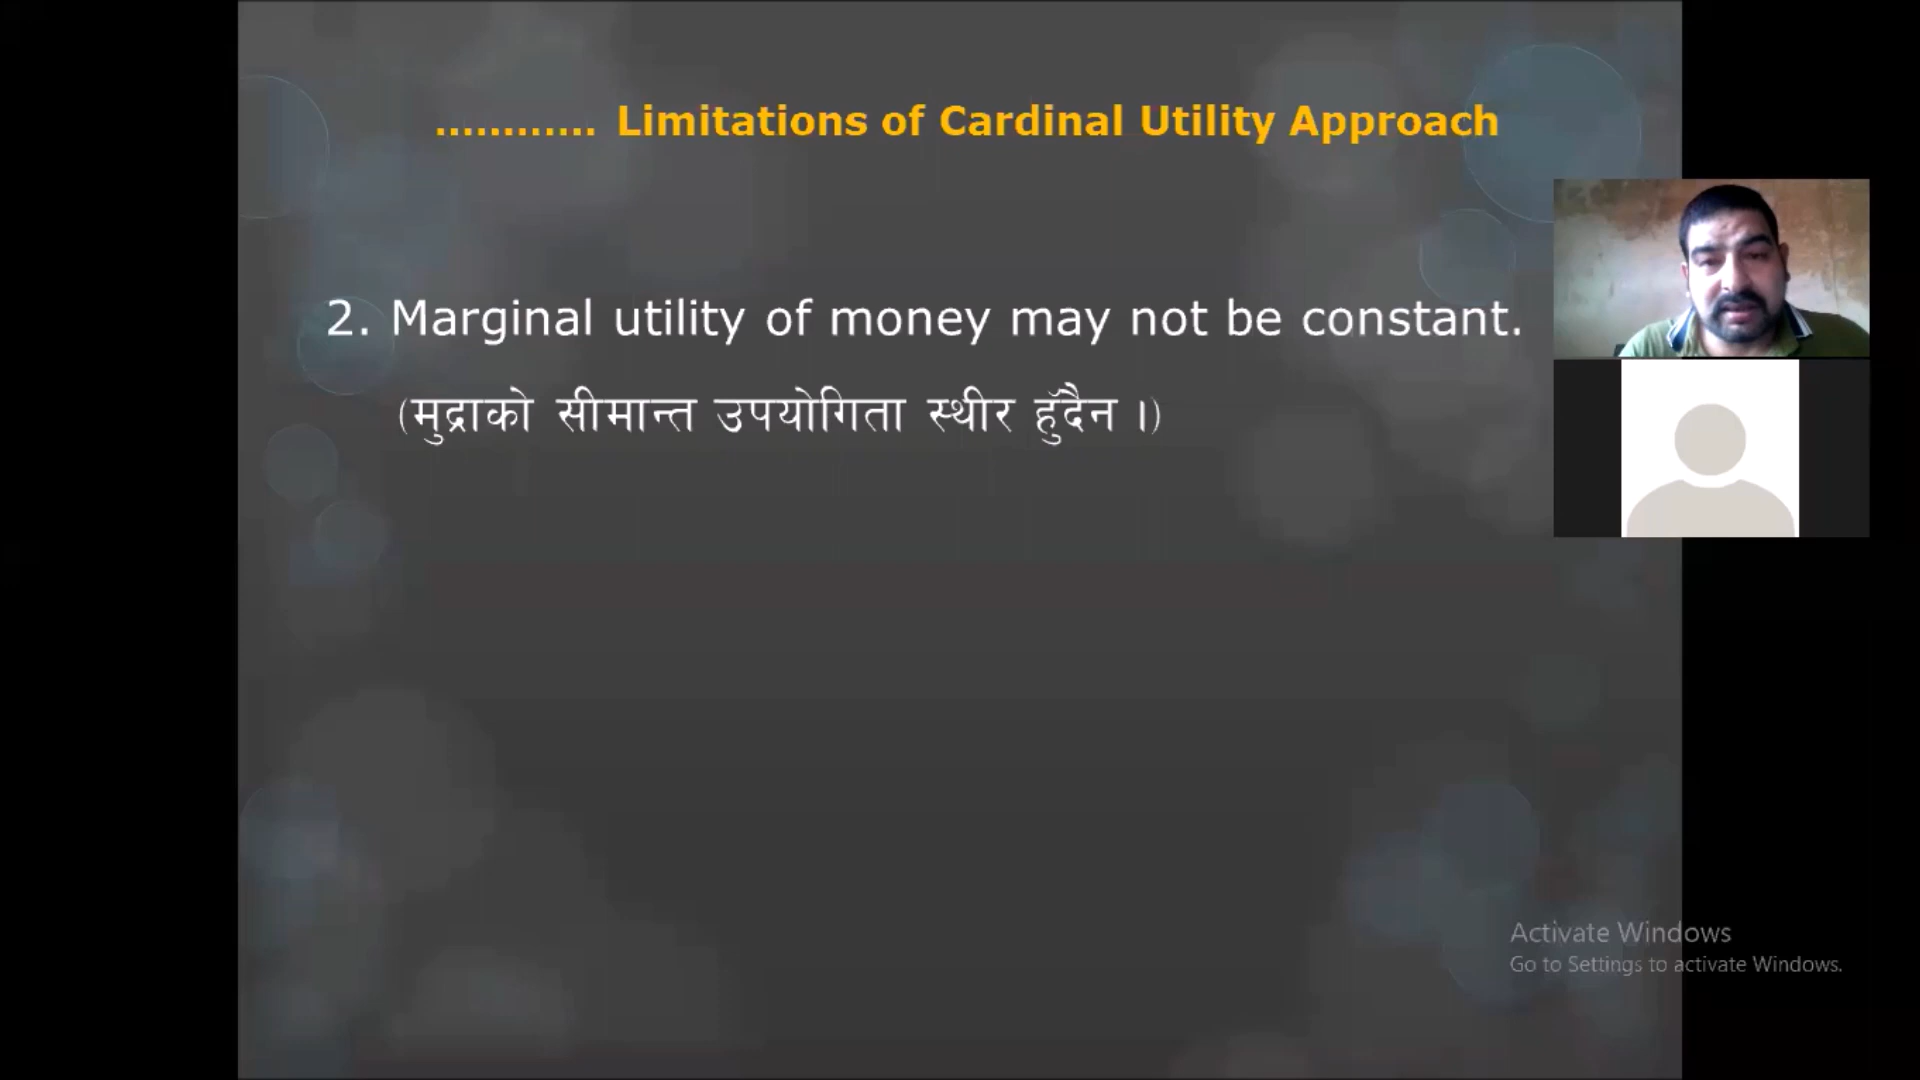 ............ Limitations of Cardinal Utility Approach
2. Marginal utility of money may not be constant.
(मुद्राको सीमान्त उपयोगिता स्थीर हुँदैन ।)
Activate Windows
Go to Settings to activate Windows.